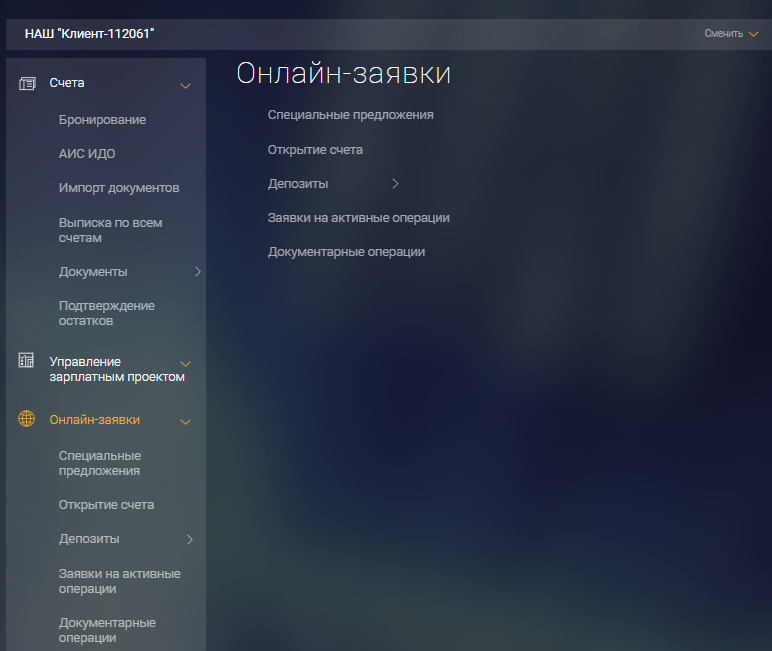 НАШ "Клиент-112061"
Сменить
Счета
Бронирование
АИС ИДО
Импорт документов
Выписка по всем
счетам
Документы
Подтверждение
остатков
Управление
зарплатным проектом
Онлайн-заявки
Специальные
предложения
Открытие счета
Депозиты
Заявки на активные
операции
Документарные
операции
Онлайн-заявки
Специальные предложения
Открытие счета
Депозиты
Заявки на активные операции
Документарные операции